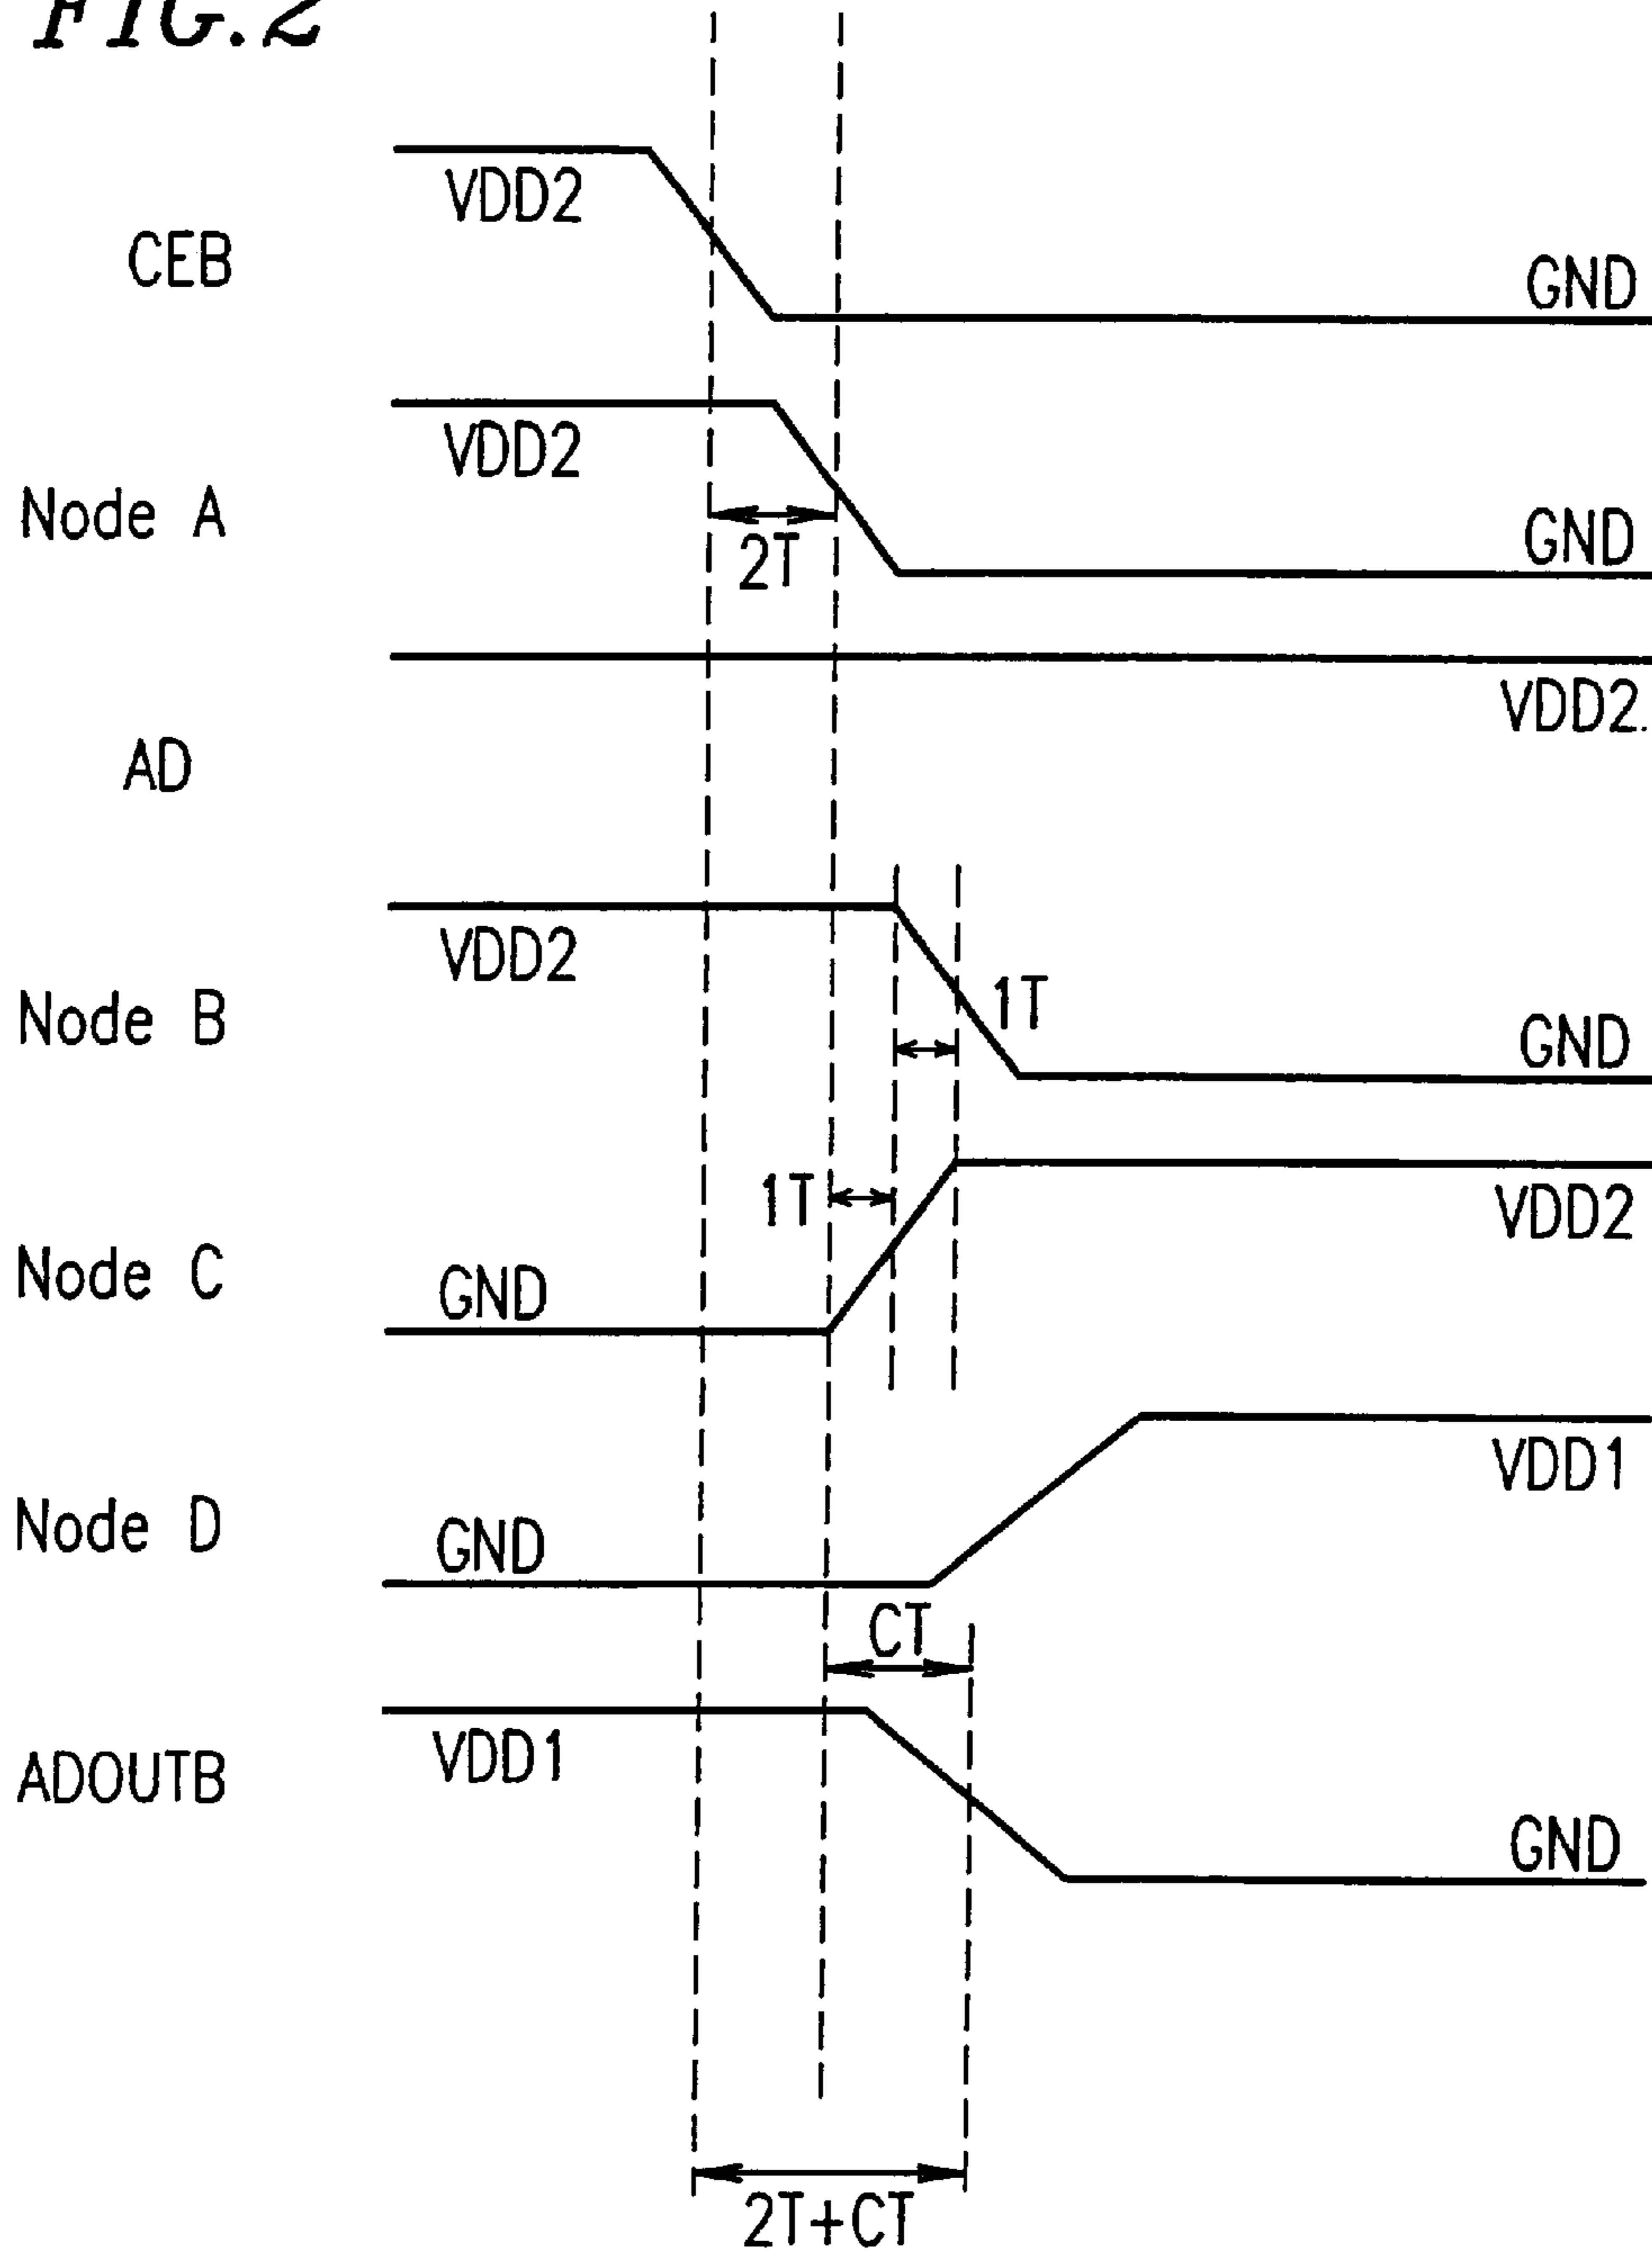 FIG.2
VDD2
CEB
GND
VDD2
Node A
GND
2T
VDD2.
AD
VDD2
1T
Node B
GND
1T
VDD2
Node C
GND
VDD1
Node D
GND
CT
VDD1
ADOUTB
GND
2T+CT